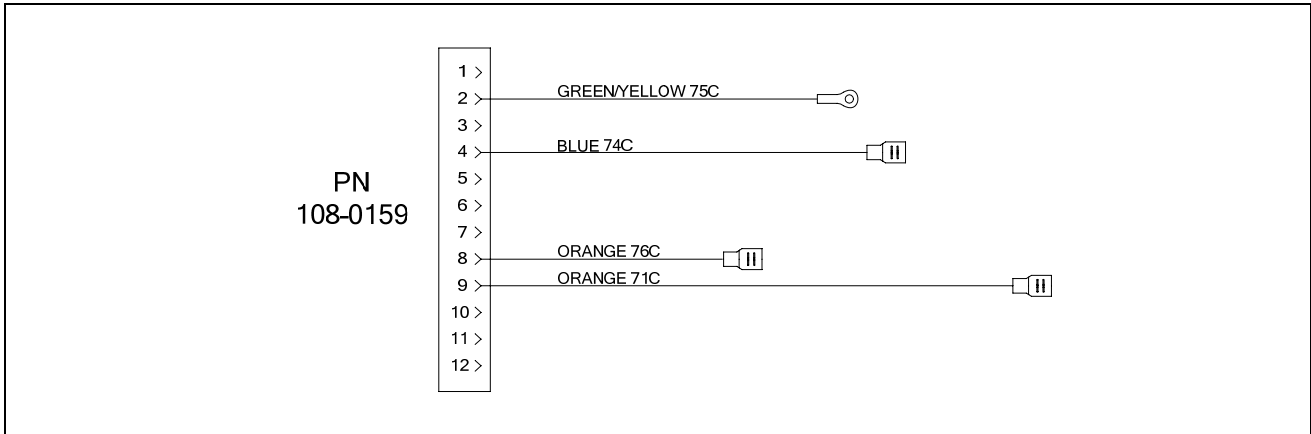 PN
108-0159
1
2 GREEN/YELLOW 75C
3
4 BLUE 74C
5
6
7
8 ORANGE 76C
9 ORANGE 71C
10
11
12